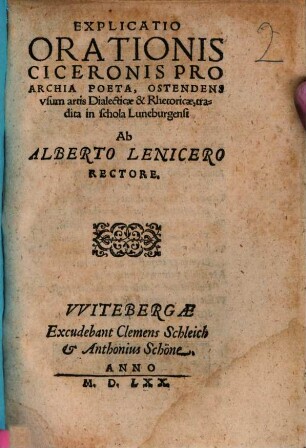 EXPLICATIO
ORATIONIS
CICERONIS PRO
ARCHIA POETA, OSTENDENS
vsum artis Dialecticæ & Rhetoricæ, tra-
dita in schola Luneburgensi
Ab
ALBERTO LENICERO
RECTORE.
VVITEBERGÆ
Excudebant Clemens Schleich
& Anthonius Schöne.
ANNO
M. D. LXX.
2